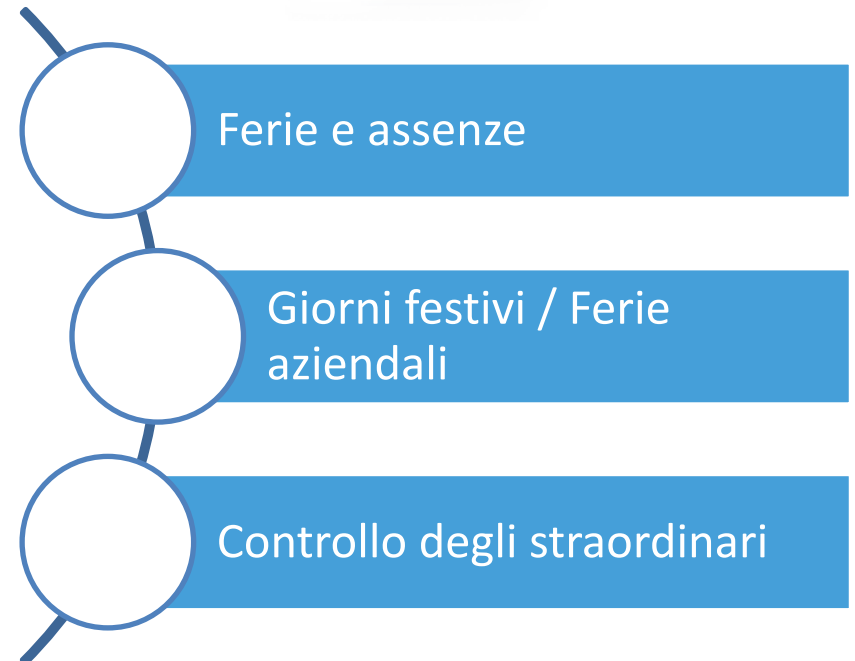 Ferie e assenze
Giorni festivi / Ferie
aziendali
Controllo degli straordinari